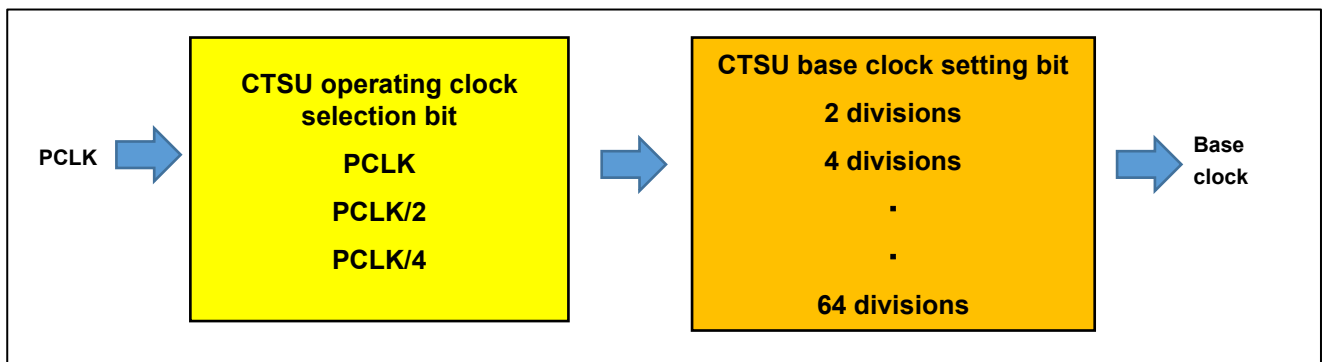 PCLK
CTSU operating clock
selection bit
PCLK
PCLK/2
PCLK/4
CTSU base clock setting bit
2 divisions
4 divisions
.
.
64 divisions
Base
clock